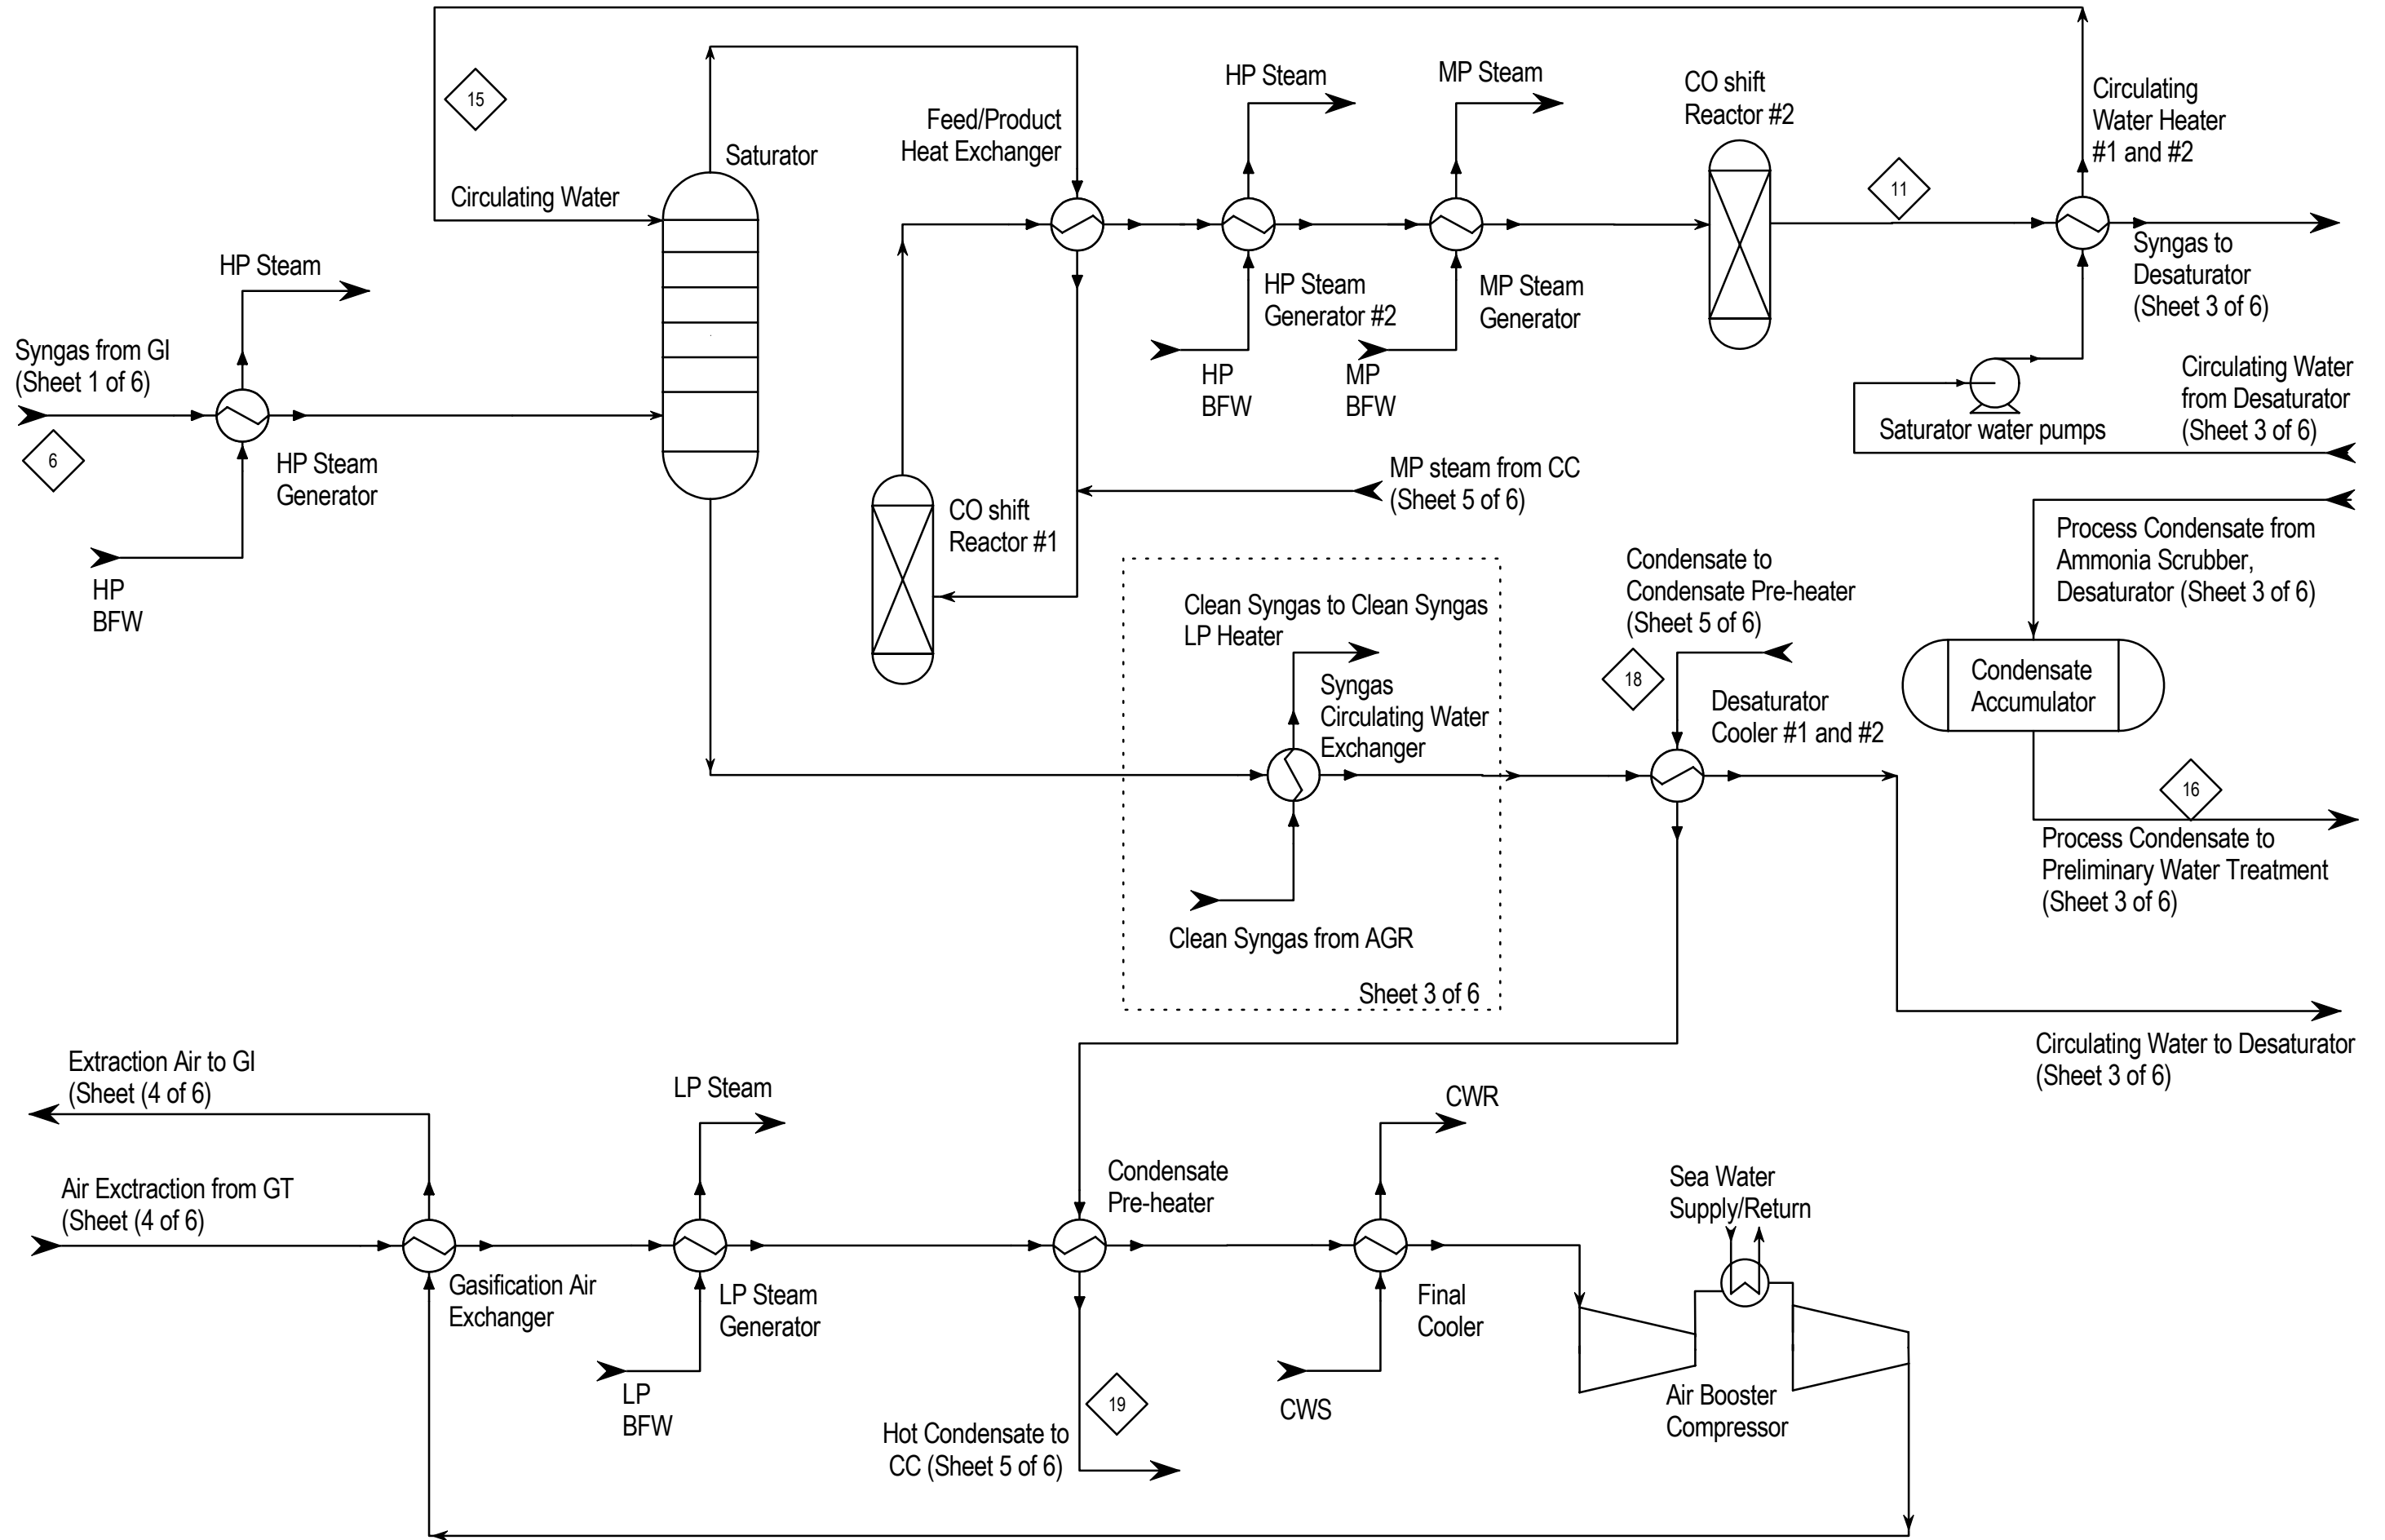 15
Feed/Product
Heat Exchanger
HP Steam
MP Steam
CO shift
Reactor #2
Circulating
Water Heater
#1 and #2
Saturator
Circulating Water
11
HP Steam
Syngas from GI
(Sheet 1 of 6)
6
HP Steam
Generator
HP
BFW
HP Steam
Generator #2
MP Steam
Generator
HP
BFW
MP
BFW
Syngas to
Desaturator
(Sheet 3 of 6)
Circulating Water
from Desaturator
(Sheet 3 of 6)
Saturator water pumps
MP steam from CC
(Sheet 5 of 6)
CO shift
Reactor #1
Process Condensate from
Ammonia Scrubber,
Desaturator (Sheet 3 of 6)
Clean Syngas to Clean Syngas
LP Heater
Syngas
Circulating Water
Exchanger
Clean Syngas from AGR
Sheet 3 of 6
Condensate to
Condensate Pre-heater
(Sheet 5 of 6)
18
Desaturator
Cooler #1 and #2
Condensate
Accumulator
16
Process Condensate to
Preliminary Water Treatment
(Sheet 3 of 6)
Circulating Water to Desaturator
(Sheet 3 of 6)
Extraction Air to GI
(Sheet (4 of 6)
Air Exctraction from GT
(Sheet (4 of 6)
Gasification Air
Exchanger
LP Steam
LP Steam
Generator
LP
BFW
Condensate
Pre-heater
19
Hot Condensate to
CC (Sheet 5 of 6)
CWR
Final
Cooler
CWS
Sea Water
Supply/Return
Air Booster
Compressor